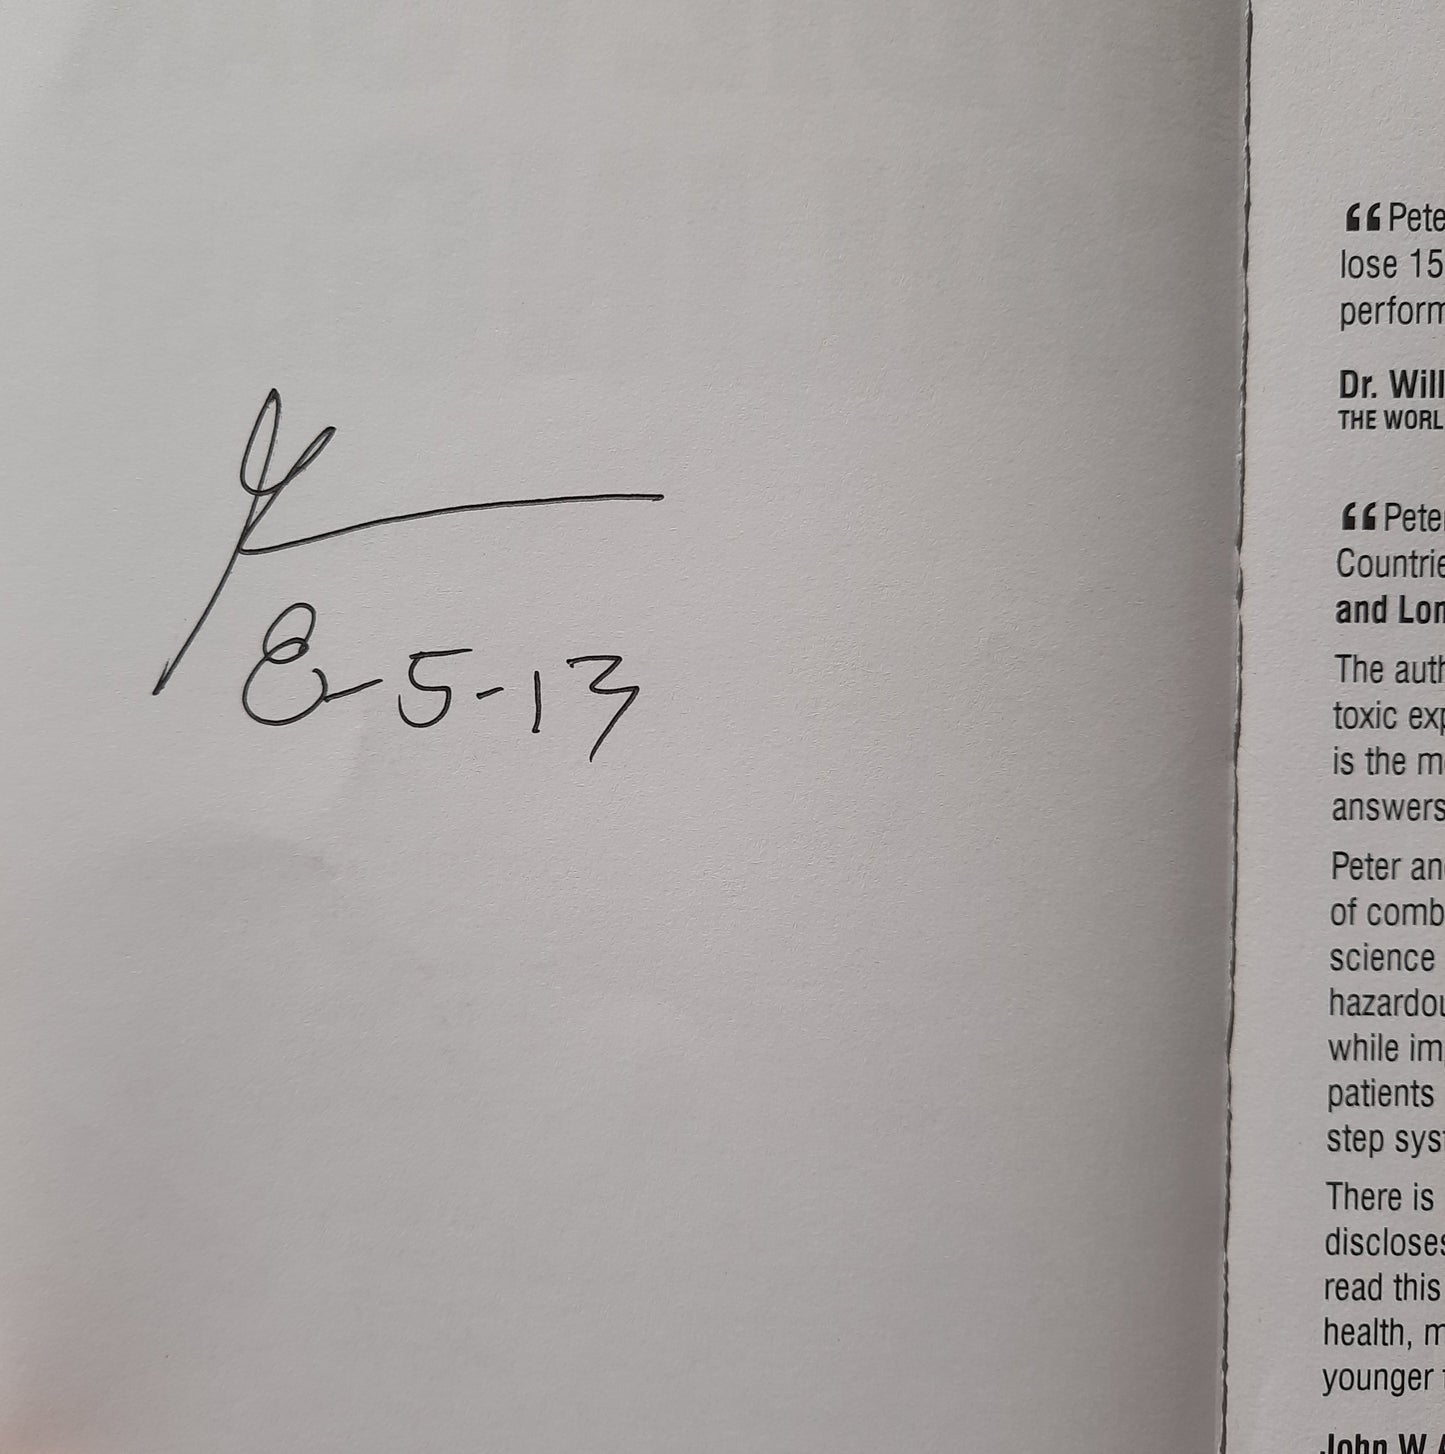 8-5-13
“Pete
lose 15
perform
Dr. Will
THE WORL
“Peter
Countrie
and Lon
The auth
toxic exp
is the m
answers
Peter an
of comb
science
hazardou
while im
patients
step sys
There is
discloses
read this
health, m
younger
John W